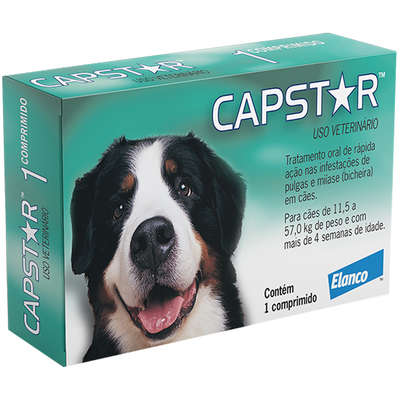 1 COMPRIMIDO
CAPSTAR™
USO VETERINÁRIO
Tratamento oral de rápida
ação nas infestações de
pulgas e miíase (bicheira)
em cães.
Para cães de 11,5 a
57,0 kg de peso e com
mais de 4 semanas de idade.
Contém
1 comprimido
Elanco™
CAPSTAR™ 1 COMPRIMIDO
USO VETERINÁRIO